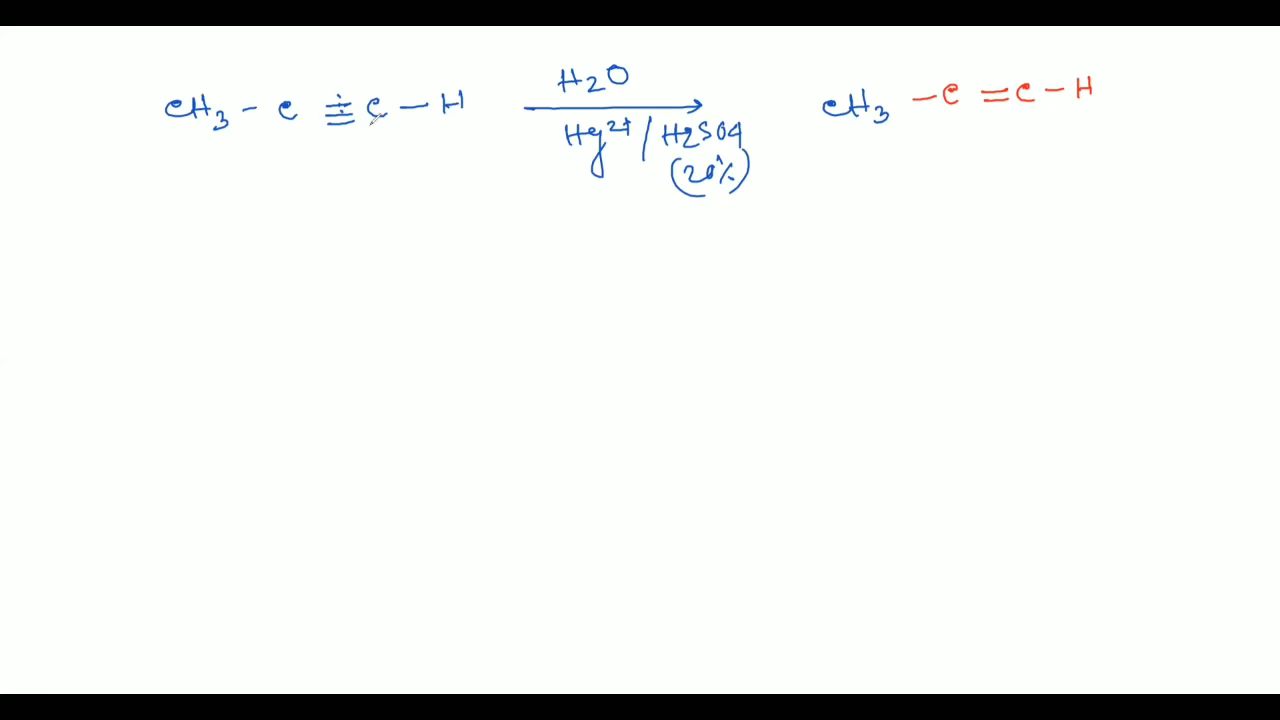 CH3 - C ≡ C - H
H2O
Hg2+ / H2SO4
(20%)
CH3 - C = C - H